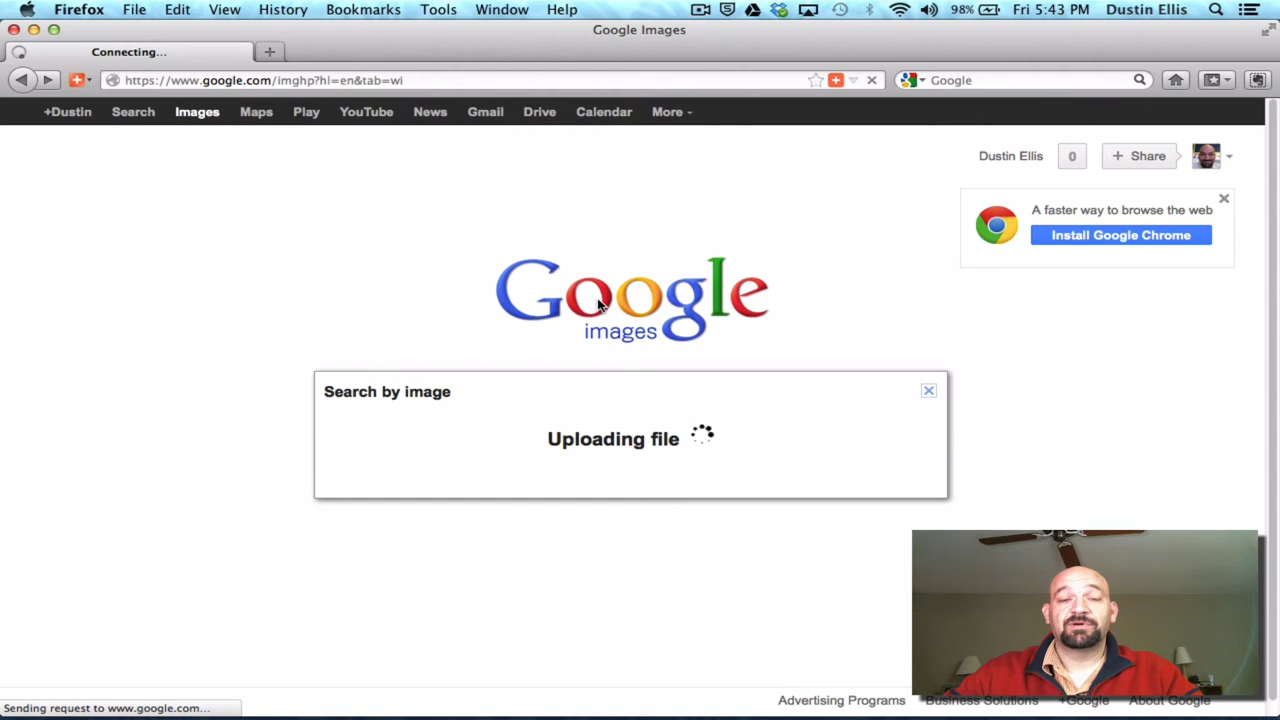 Firefox File Edit View History Bookmarks Tools Window Help 98% Fri 5:43 PM Dustin Ellis
Google Images
Connecting...
https://www.google.com/imghp?hl=en&tab=wi Google
+Dustin Search Images Maps Play YouTube News Gmail Drive Calendar More
Dustin Ellis 0 + Share
A faster way to browse the web
Install Google Chrome
Google
images
Search by image
Uploading file
Advertising Programs Business Solutions +Google About Google
Sending request to www.google.com...